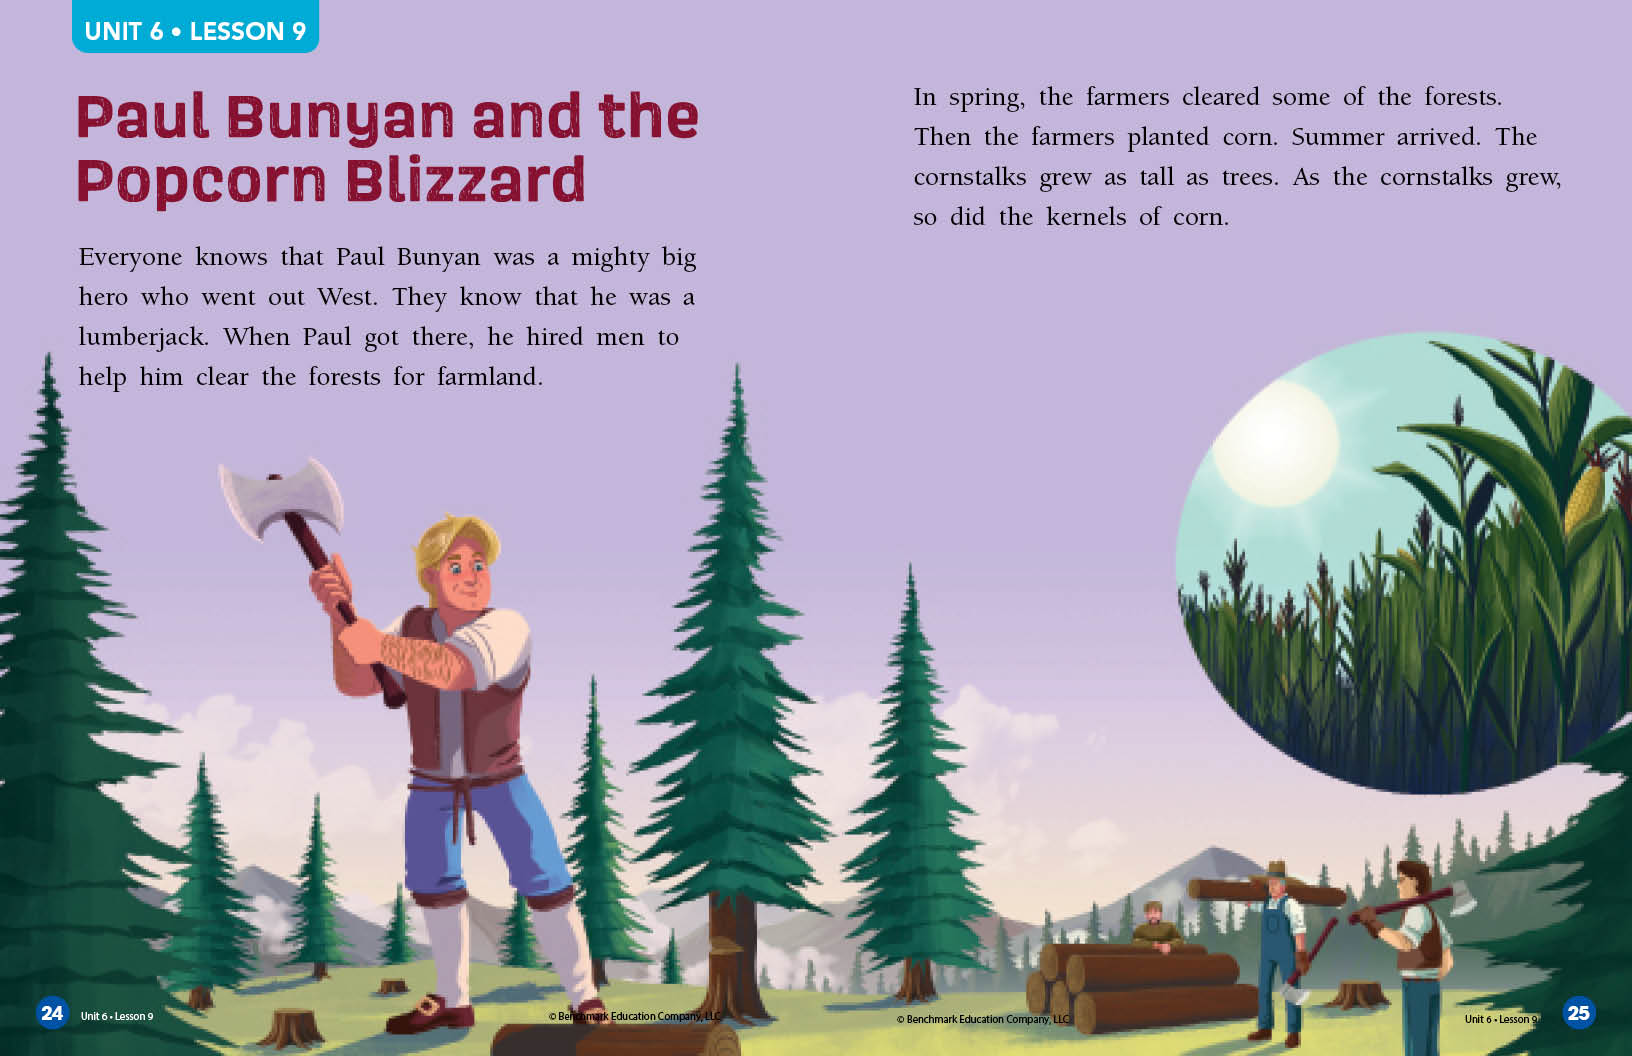 UNIT 6 • LESSON 9
Paul Bunyan and the
Popcorn Blizzard
Everyone knows that Paul Bunyan was a mighty big
hero who went out West. They know that he was a
lumberjack. When Paul got there, he hired men to
help him clear the forests for farmland.
In spring, the farmers cleared some of the forests.
Then the farmers planted corn. Summer arrived. The
cornstalks grew as tall as trees. As the cornstalks grew,
so did the kernels of corn.
24 Unit 6 • Lesson 9
© Benchmark Education Company, LLC
© Benchmark Education Company, LLC
Unit 6 • Lesson 9 25